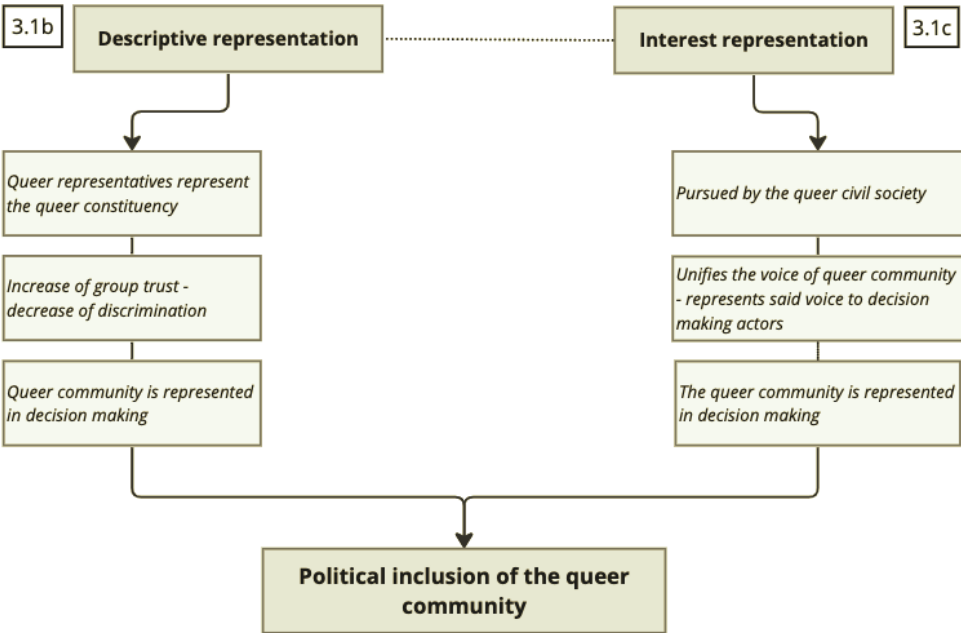 3.1b
Descriptive representation
Interest representation
3.1c
Queer representatives represent
the queer constituency
Pursued by the queer civil society
Increase of group trust -
decrease of discrimination
Unifies the voice of queer community
- represents said voice to decision
making actors
Queer community is represented
in decision making
The queer community is represented
in decision making
Political inclusion of the queer
community